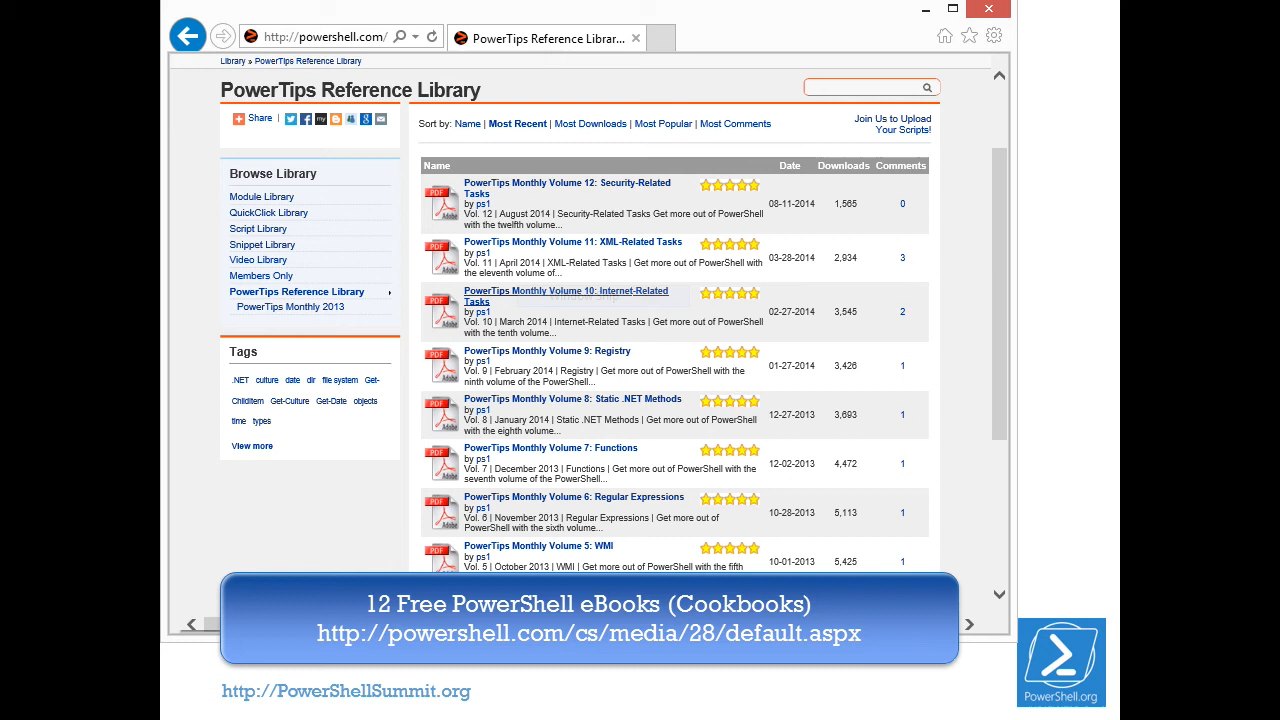 http://powershell.com/
PowerTips Reference Librar...
Library » PowerTips Reference Library
PowerTips Reference Library
Share |
Sort by: Name | Most Recent | Most Downloads | Most Popular | Most Comments
Join Us to Upload
Your Scripts!
Browse Library
Module Library
QuickClick Library
Script Library
Snippet Library
Video Library
Members Only
PowerTips Reference Library
PowerTips Monthly 2013
Tags
.NET culture date dir file system Get-
ChildItem Get-Culture Get-Date objects
time types
View more
Name Date Downloads Comments
PDF Adobe
PowerTips Monthly Volume 12: Security-Related
Tasks
by ps1
Vol. 12 | August 2014 | Security-Related Tasks Get more out of PowerShell
with the twelfth volume...
08-11-2014 1,565 0
PDF Adobe
PowerTips Monthly Volume 11: XML-Related Tasks
by ps1
Vol. 11 | April 2014 | XML-Related Tasks | Get more out of PowerShell with
the eleventh volume of...
03-28-2014 2,934 3
PDF Adobe
PowerTips Monthly Volume 10: Internet-Related
Tasks
by ps1
Vol. 10 | March 2014 | Internet-Related Tasks | Get more out of PowerShell
with the tenth volume...
02-27-2014 3,545 2
PDF Adobe
PowerTips Monthly Volume 9: Registry
by ps1
Vol. 9 | February 2014 | Registry | Get more out of PowerShell with the
ninth volume of the PowerShell...
01-27-2014 3,426 1
PDF Adobe
PowerTips Monthly Volume 8: Static .NET Methods
by ps1
Vol. 8 | January 2014 | Static .NET Methods | Get more out of PowerShell
with the eighth volume...
12-27-2013 3,693 1
PDF Adobe
PowerTips Monthly Volume 7: Functions
by ps1
Vol. 7 | December 2013 | Functions | Get more out of PowerShell with the
seventh volume of the PowerShell...
12-02-2013 4,472 1
PDF Adobe
PowerTips Monthly Volume 6: Regular Expressions
by ps1
Vol. 6 | November 2013 | Regular Expressions | Get more out of
PowerShell with the sixth volume...
10-28-2013 5,113 1
PDF
PowerTips Monthly Volume 5: WMI
by ps1
Vol. 5 | October 2013 | WMI | Get more out of PowerShell with the fifth
10-01-2013 5,425 1
12 Free PowerShell eBooks (Cookbooks)
http://powershell.com/cs/media/28/default.aspx
http://PowerShellSummit.org
PowerShell.org